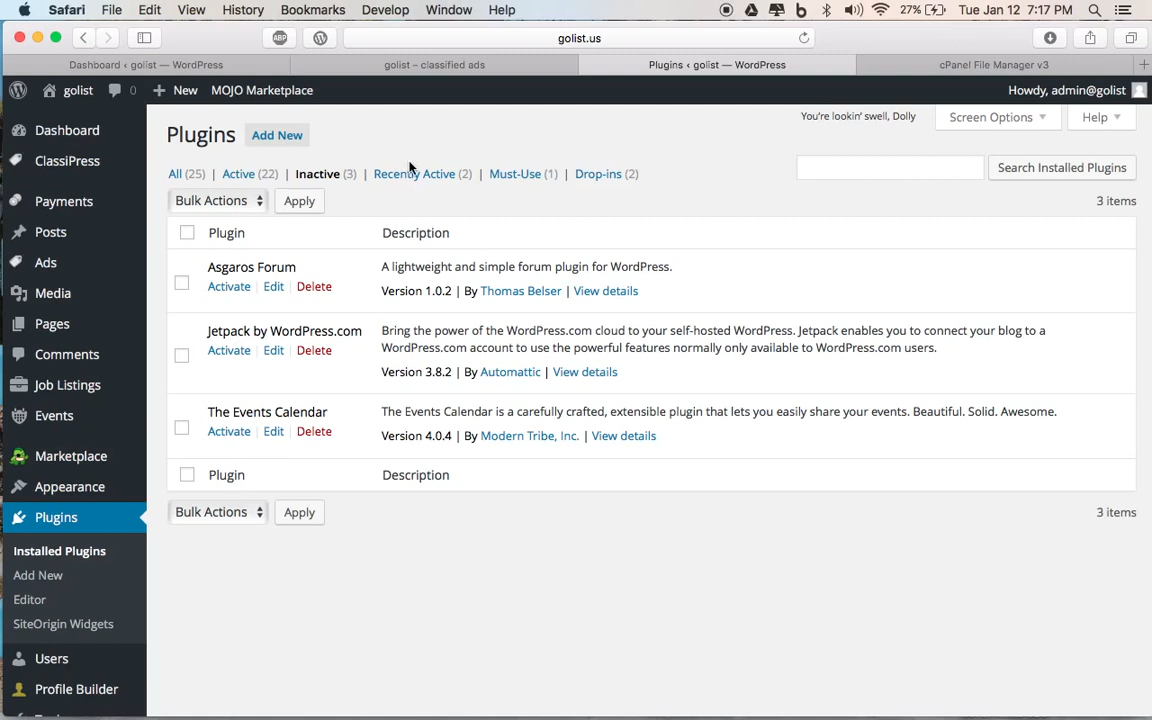 Safari File Edit View History Bookmarks Develop Window Help 27% Tue Jan 12 7:17 PM
ABP golist.us
Dashboard ‹ golist — WordPress golist – classified ads Plugins ‹ golist — WordPress cPanel File Manager v3
golist 0 + New MOJO Marketplace Howdy, admin@golist
You're lookin' swell, Dolly Screen Options Help
Plugins Add New
All (25) | Active (22) | Inactive (3) | Recently Active (2) | Must-Use (1) | Drop-ins (2) Search Installed Plugins
Bulk Actions Apply 3 items
Plugin Description
Asgaros Forum A lightweight and simple forum plugin for WordPress.
Activate | Edit | Delete Version 1.0.2 | By Thomas Belser | View details
Jetpack by WordPress.com Bring the power of the WordPress.com cloud to your self-hosted WordPress. Jetpack enables you to connect your blog to a
Activate | Edit | Delete WordPress.com account to use the powerful features normally only available to WordPress.com users.
Version 3.8.2 | By Automattic | View details
The Events Calendar The Events Calendar is a carefully crafted, extensible plugin that lets you easily share your events. Beautiful. Solid. Awesome.
Activate | Edit | Delete Version 4.0.4 | By Modern Tribe, Inc. | View details
Plugin Description
Bulk Actions Apply 3 items
Dashboard
ClassiPress
Payments
Posts
Ads
Media
Pages
Comments
Job Listings
Events
Marketplace
Appearance
Plugins
Installed Plugins
Add New
Editor
SiteOrigin Widgets
Users
Profile Builder